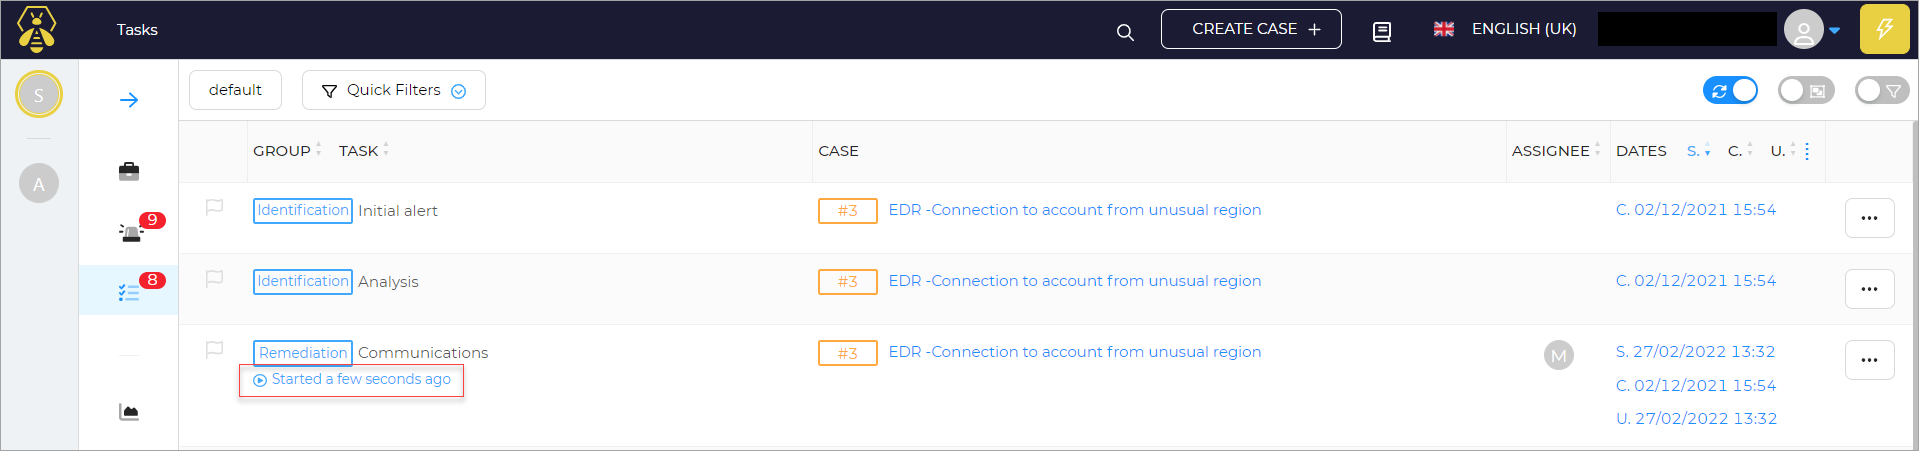 Tasks
CREATE CASE +
ENGLISH (UK)
S
A
default
Quick Filters
9
8
GROUP TASK CASE ASSIGNEE DATES S. C. U.
Identification Initial alert #3 EDR -Connection to account from unusual region C. 02/12/2021 15:54
Identification Analysis #3 EDR -Connection to account from unusual region C. 02/12/2021 15:54
Remediation Communications #3 EDR -Connection to account from unusual region M S. 27/02/2022 13:32
Started a few seconds ago C. 02/12/2021 15:54
U. 27/02/2022 13:32